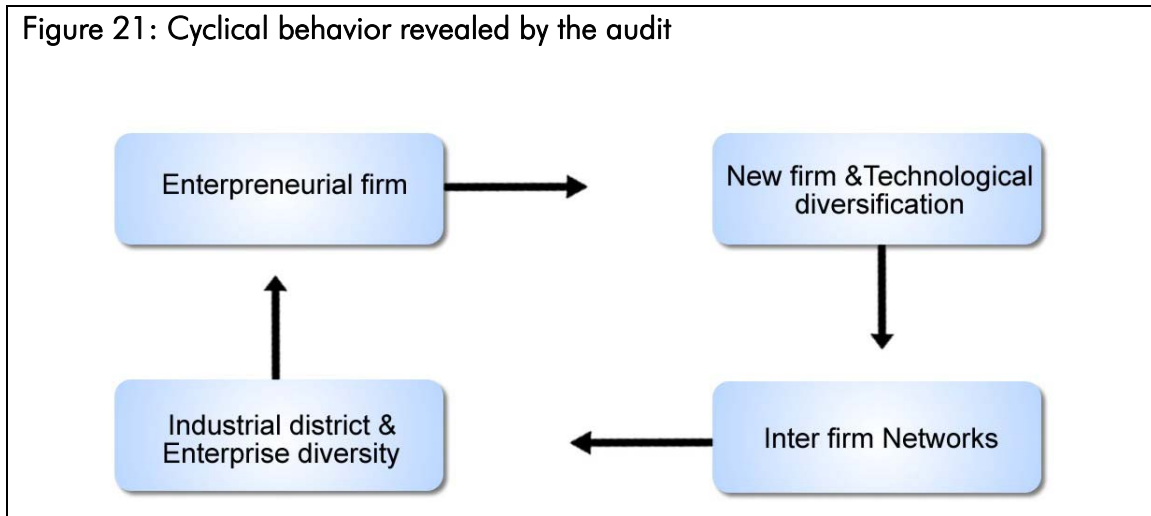 Figure 21: Cyclical behavior revealed by the audit
Enterpreneurial firm
New firm &Technological
diversification
Industrial district &
Enterprise diversity
Inter firm Networks